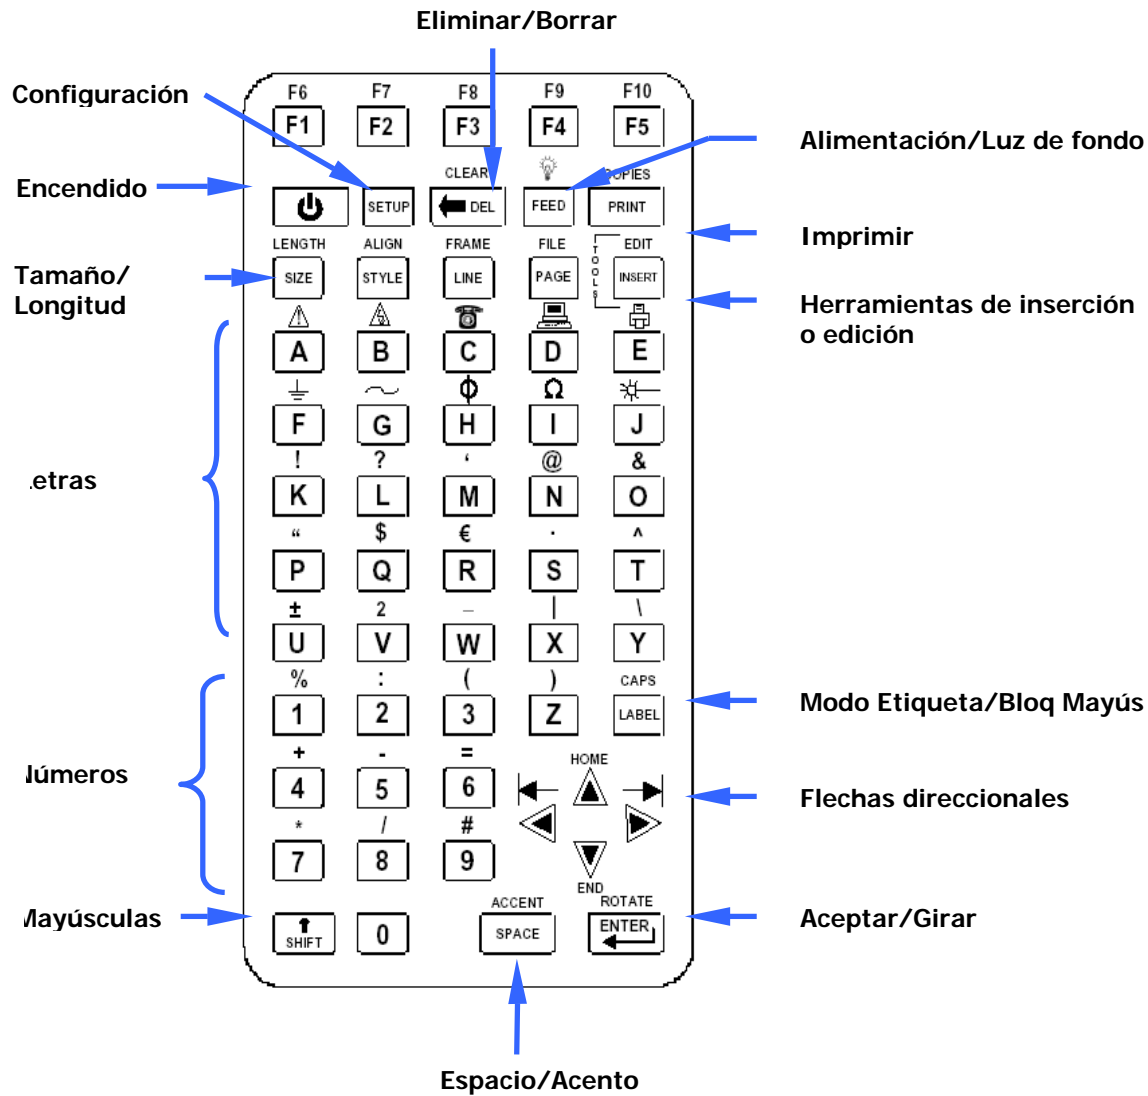 Eliminar/Borrar
Configuración
Encendido
Tamaño/
Longitud
.etras
Números
Mayúsculas
Alimentación/Luz de fondo
Imprimir
Herramientas de inserción
o edición
Modo Etiqueta/Bloq Mayús
Flechas direccionales
Aceptar/Girar
Espacio/Acento
F6 F7 F8 F9 F10
F1 F2 F3 F4 F5
CLEAR COPIES
SETUP DEL FEED PRINT
LENGTH ALIGN FRAME FILE EDIT
TOOLS
SIZE STYLE LINE PAGE INSERT
A B C D E
Φ Ω
F G H I J
! ? ‘ @ &
K L M N O
“ $ € . ^
P Q R S T
± 2 _ | \
U V W X Y
% : ( ) CAPS
1 2 3 Z LABEL
+ - = HOME
4 5 6
* / #
7 8 9
END
ACCENT ROTATE
SHIFT 0 SPACE ENTER